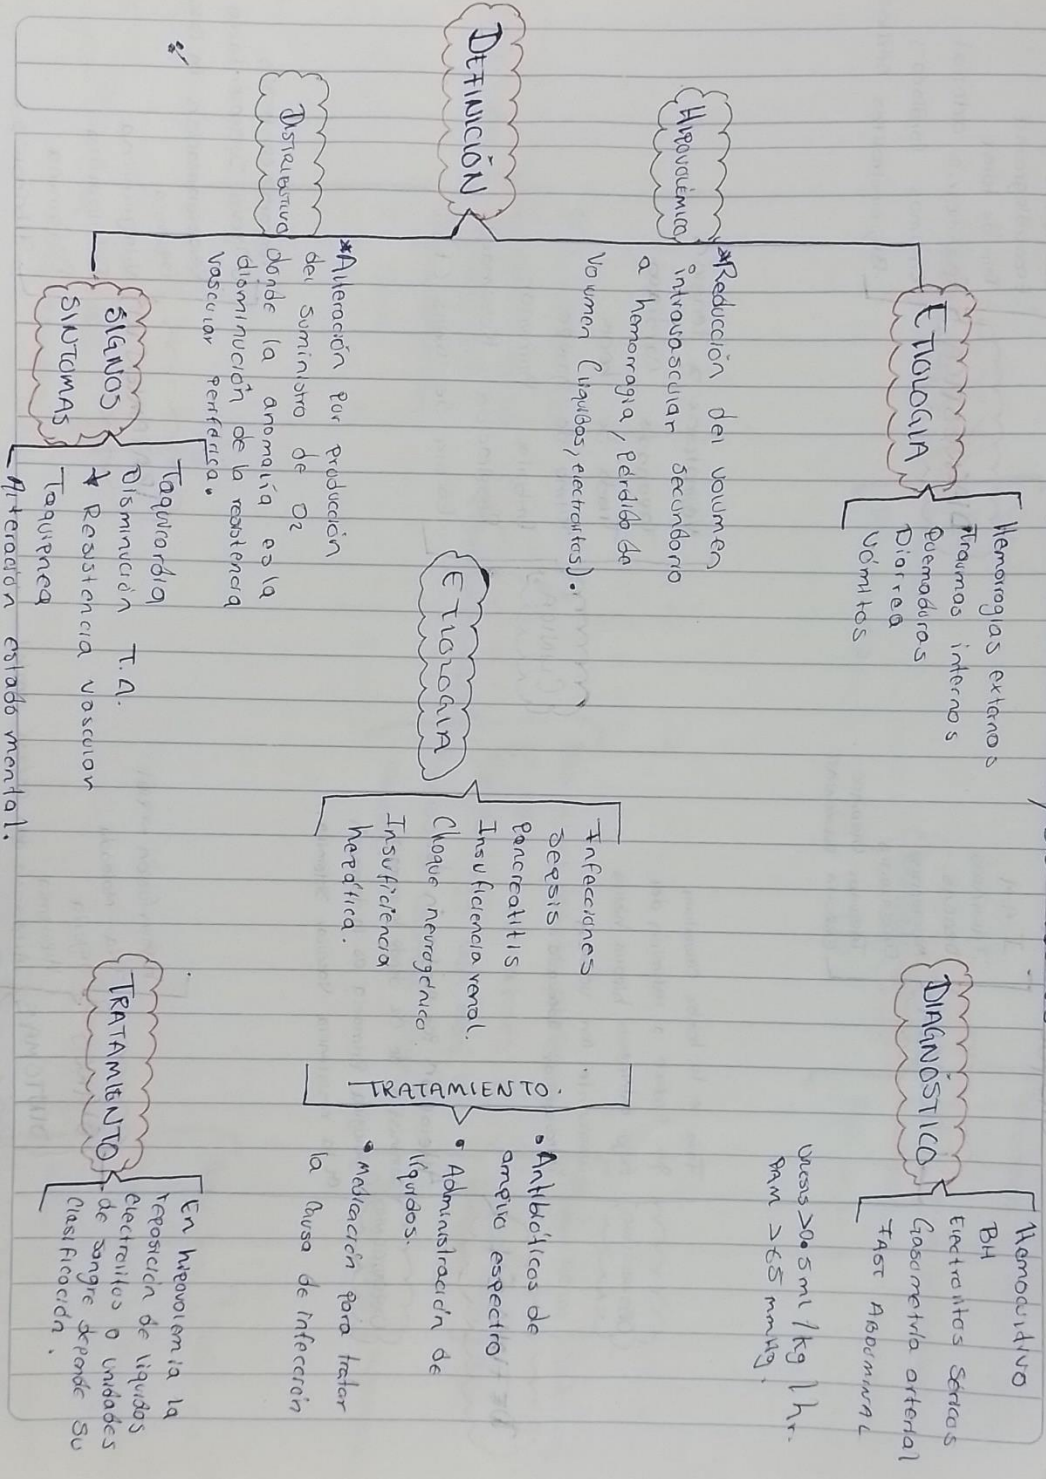 DEFINICIÓN
HIPOVOLÉMICO
*Reducción del volumen
intravascular secundario
a hemorragia, pérdida de
volumen (líquidos, electrolitos).
ETIOLOGIA
Hemorragias externas
Traumas internos
Quemaduras
Diarrea
Vómitos
DIAGNÓSTICO
Hemocultivo
BH
Electrolitos séricos
Gasometría arterial
FAST ABDOMINAL
Uresis >0.5 ml / kg / hr.
PAM >65 mmHg.
DISTRIBUTIVO
*Alteración por producción
del suministro de O2
donde la anomalía es la
disminución de la resistencia
vascular periférica.
ETIOLOGIA
Infecciones
Sepsis
Pancreatitis
Insuficiencia renal
Choque neurogénico
Insuficiencia
hepática.
TRATAMIENTO.
• Antibióticos de
amplio espectro
• Administración de
líquidos.
• Medicación para tratar
la causa de infección
SIGNOS
SINTOMAS
Taquicardia
Disminución T.A.
Resistencia vascular
Taquipnea
Alteración estado mental.
TRATAMIENTO
En hipovolemia la
reposición de líquidos
electrolitos o unidades
de sangre depende su
clasificación.